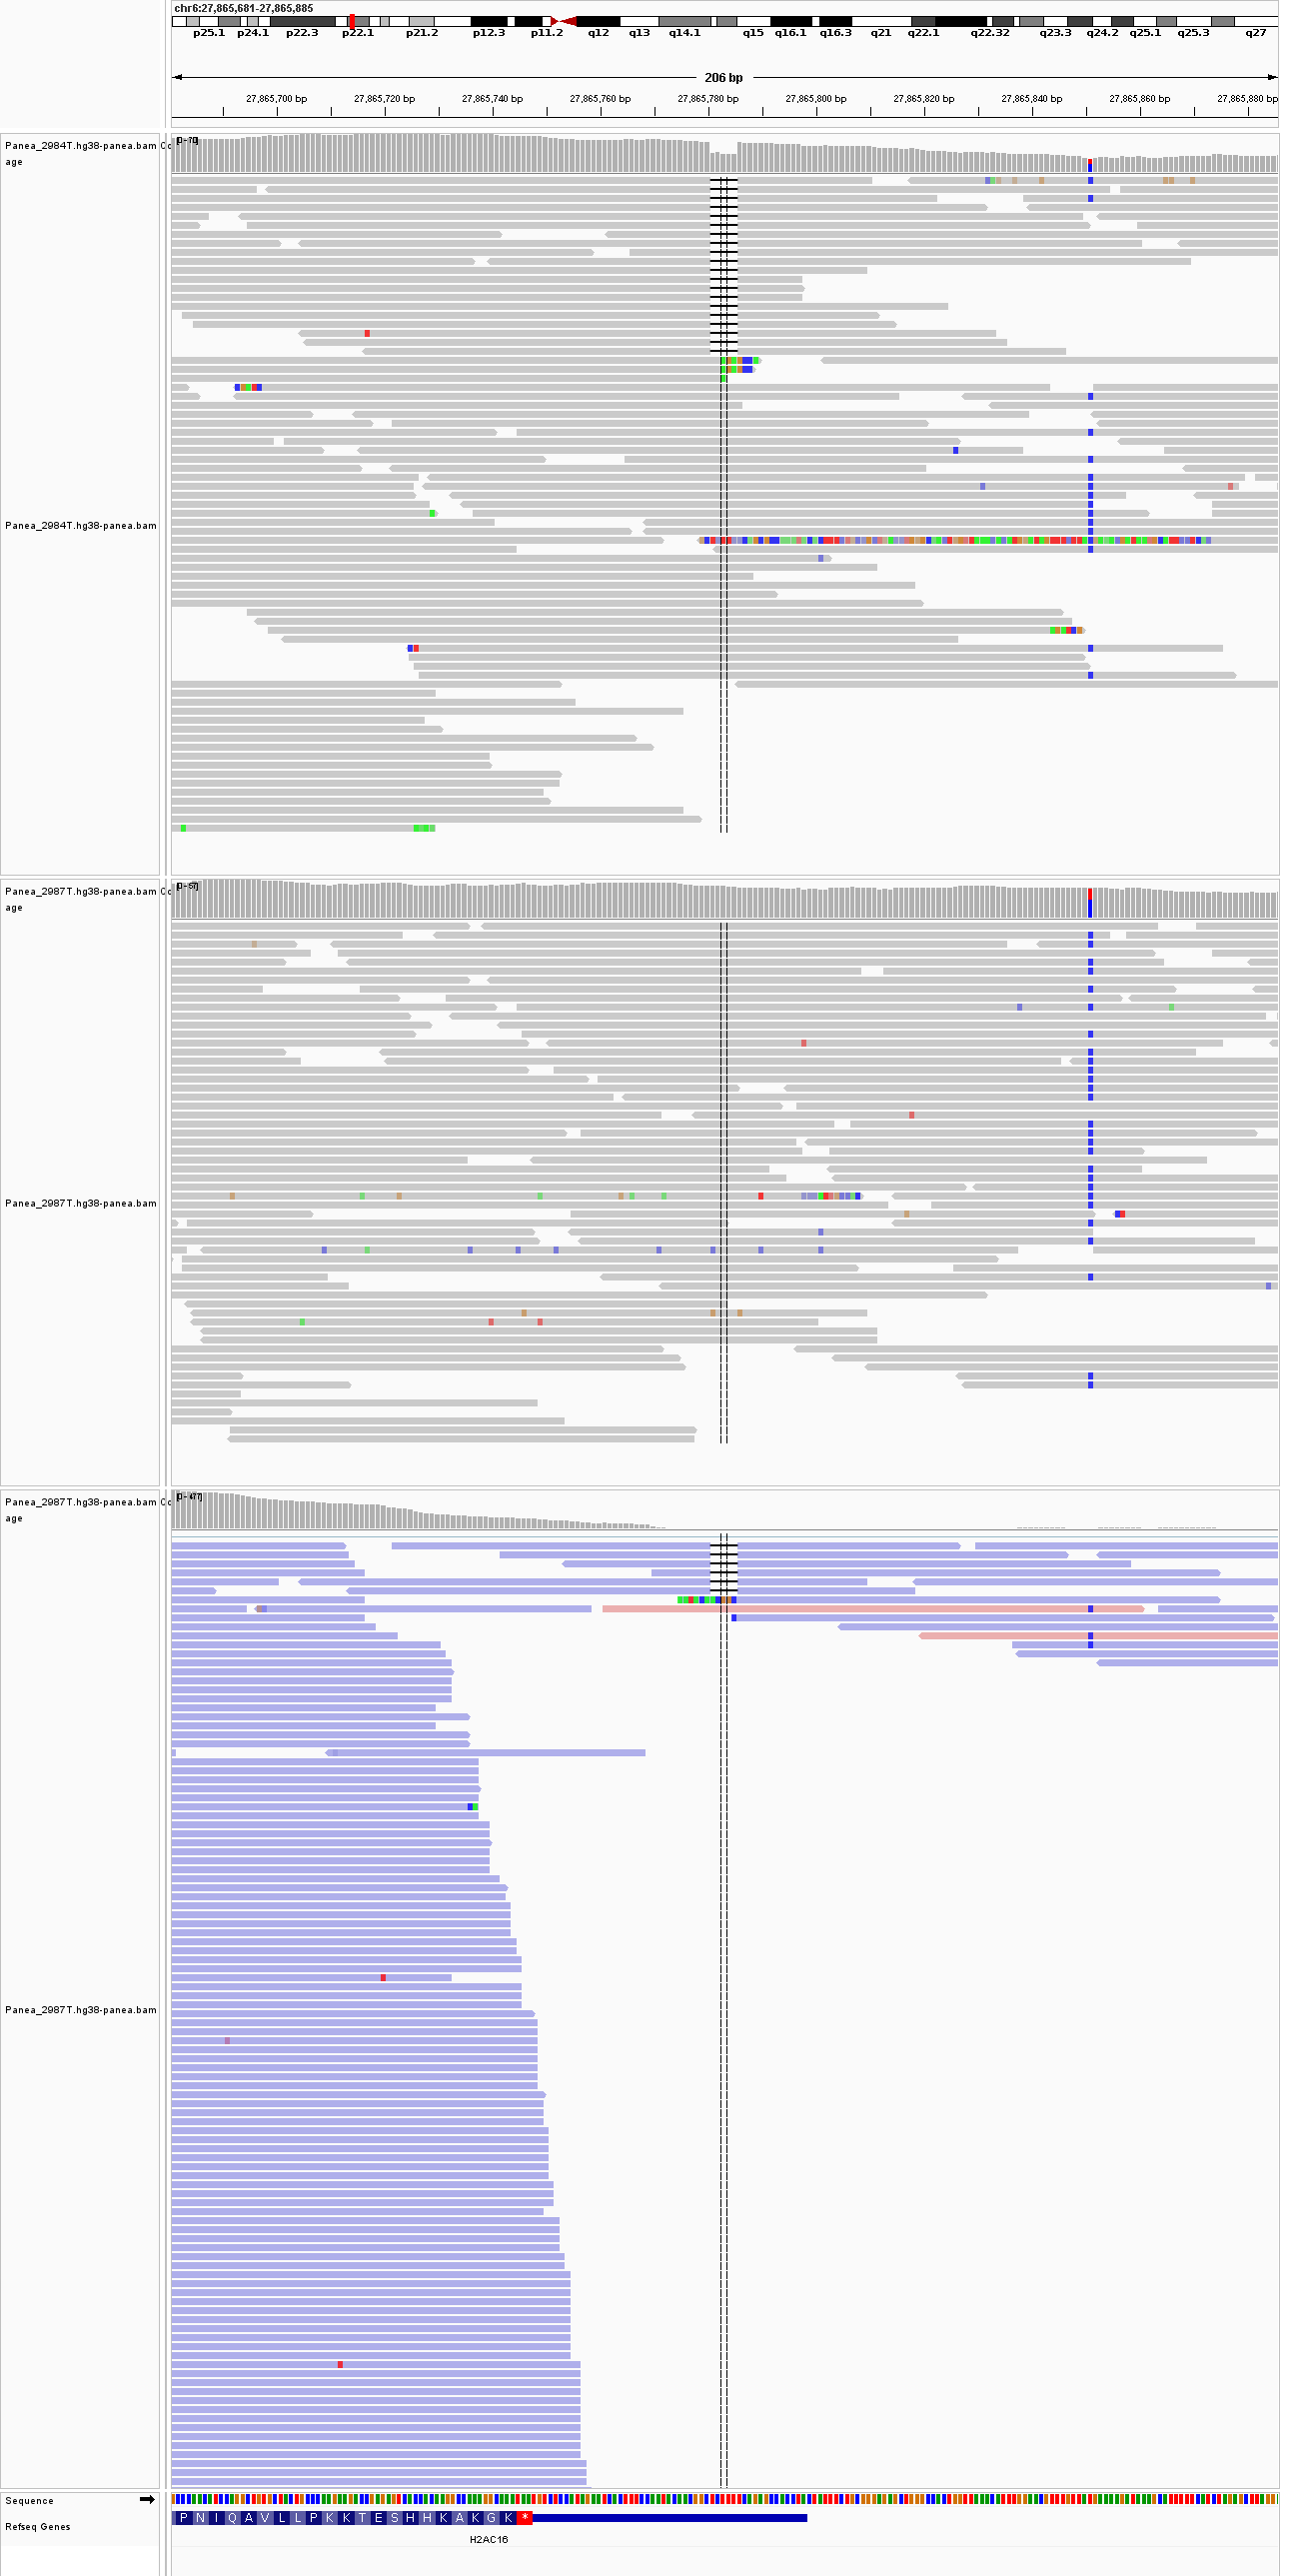 chr6:27,865,681-27,865,885
p25.1 p24.1 p22.3 p22.1 p21.2 p12.3 p11.2 q12 q13 q14.1 q15 q16.1 q16.3 q21 q22.1 q22.32 q23.3 q24.2 q25.1 q25.3 q27
206 bp
27,865,700 bp 27,865,720 bp 27,865,740 bp 27,865,760 bp 27,865,780 bp 27,865,800 bp 27,865,820 bp 27,865,840 bp 27,865,860 bp 27,865,880 bp
Panea_2984T.hg38-panea.bam Co
age
[0 - 70]
Panea_2984T.hg38-panea.bam
Panea_2987T.hg38-panea.bam Co
age
[0 - 57]
Panea_2987T.hg38-panea.bam
Panea_2987T.hg38-panea.bam Co
age
[0 - 477]
Panea_2987T.hg38-panea.bam
Sequence
Refseq Genes
P N I Q A V L L P K K T E S H H K A K G K *
H2AC16